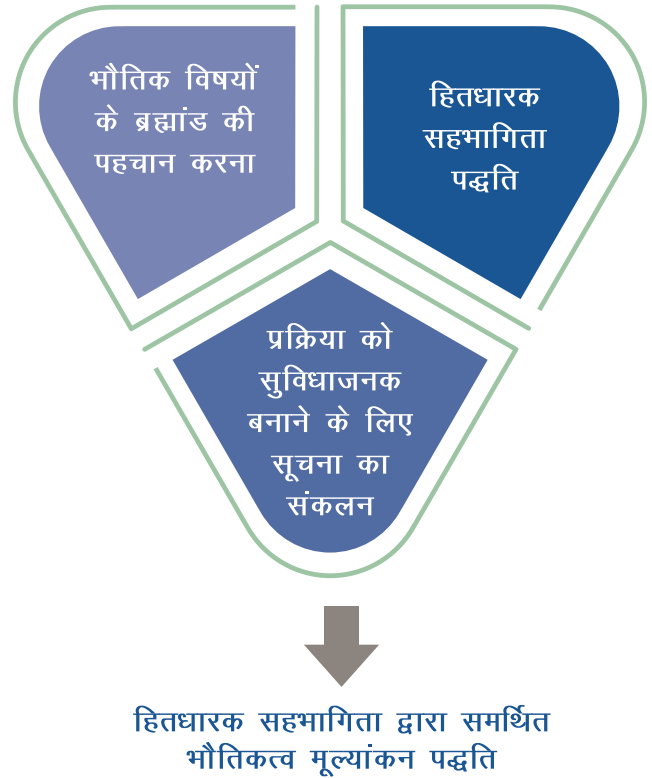 भौतिक विषयों
के ब्रह्मांड की
पहचान करना
हितधारक
सहभागिता
पद्धति
प्रक्रिया को
सुविधाजनक
बनाने के लिए
सूचना का
संकलन
हितधारक सहभागिता द्वारा समर्थित
भौतिकत्व मूल्यांकन पद्धति